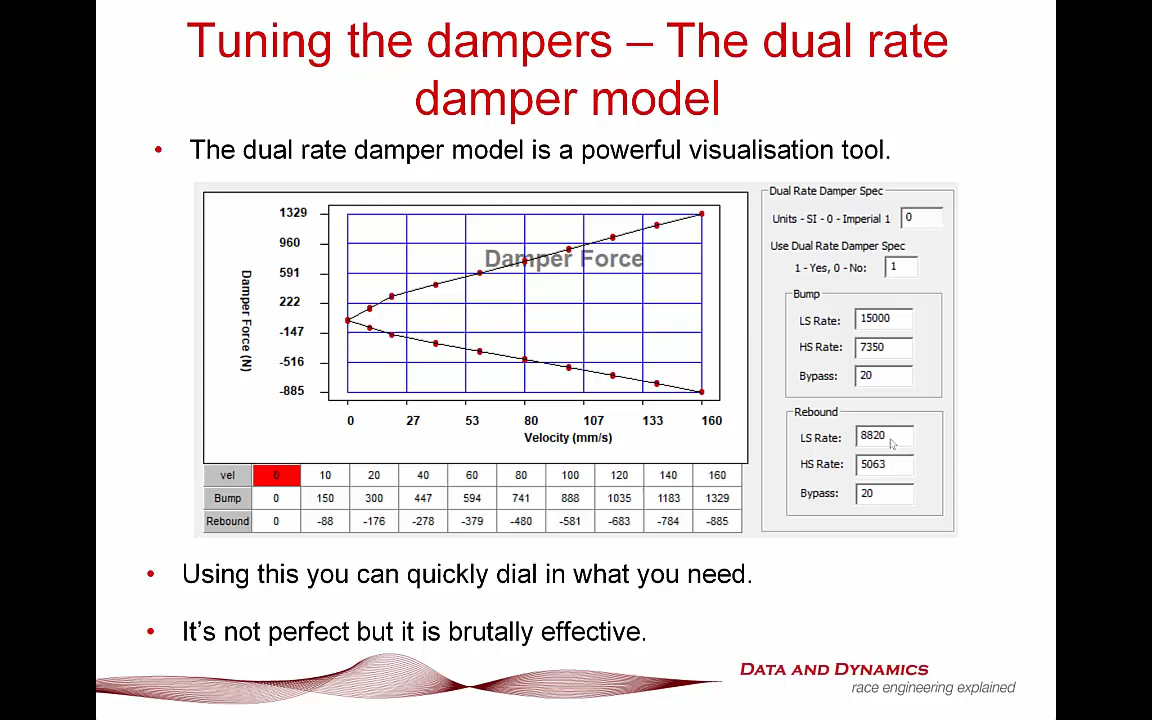 Tuning the dampers – The dual rate
damper model
• The dual rate damper model is a powerful visualisation tool.
Damper Force
Damper Force (N)
1329
960
591
222
-147
-516
-885
0 27 53 80 107 133 160
Velocity (mm/s)
vel 0 10 20 40 60 80 100 120 140 160
Bump 0 150 300 447 594 741 888 1035 1183 1329
Rebound 0 -88 -176 -278 -379 -480 -581 -683 -784 -885
Dual Rate Damper Spec
Units - SI - 0 - Imperial 1 0
Use Dual Rate Damper Spec
1 - Yes, 0 - No: 1
Bump
LS Rate: 15000
HS Rate: 7350
Bypass: 20
Rebound
LS Rate: 8820
HS Rate: 5063
Bypass: 20
• Using this you can quickly dial in what you need.
• It's not perfect but it is brutally effective.
DATA AND DYNAMICS
race engineering explained